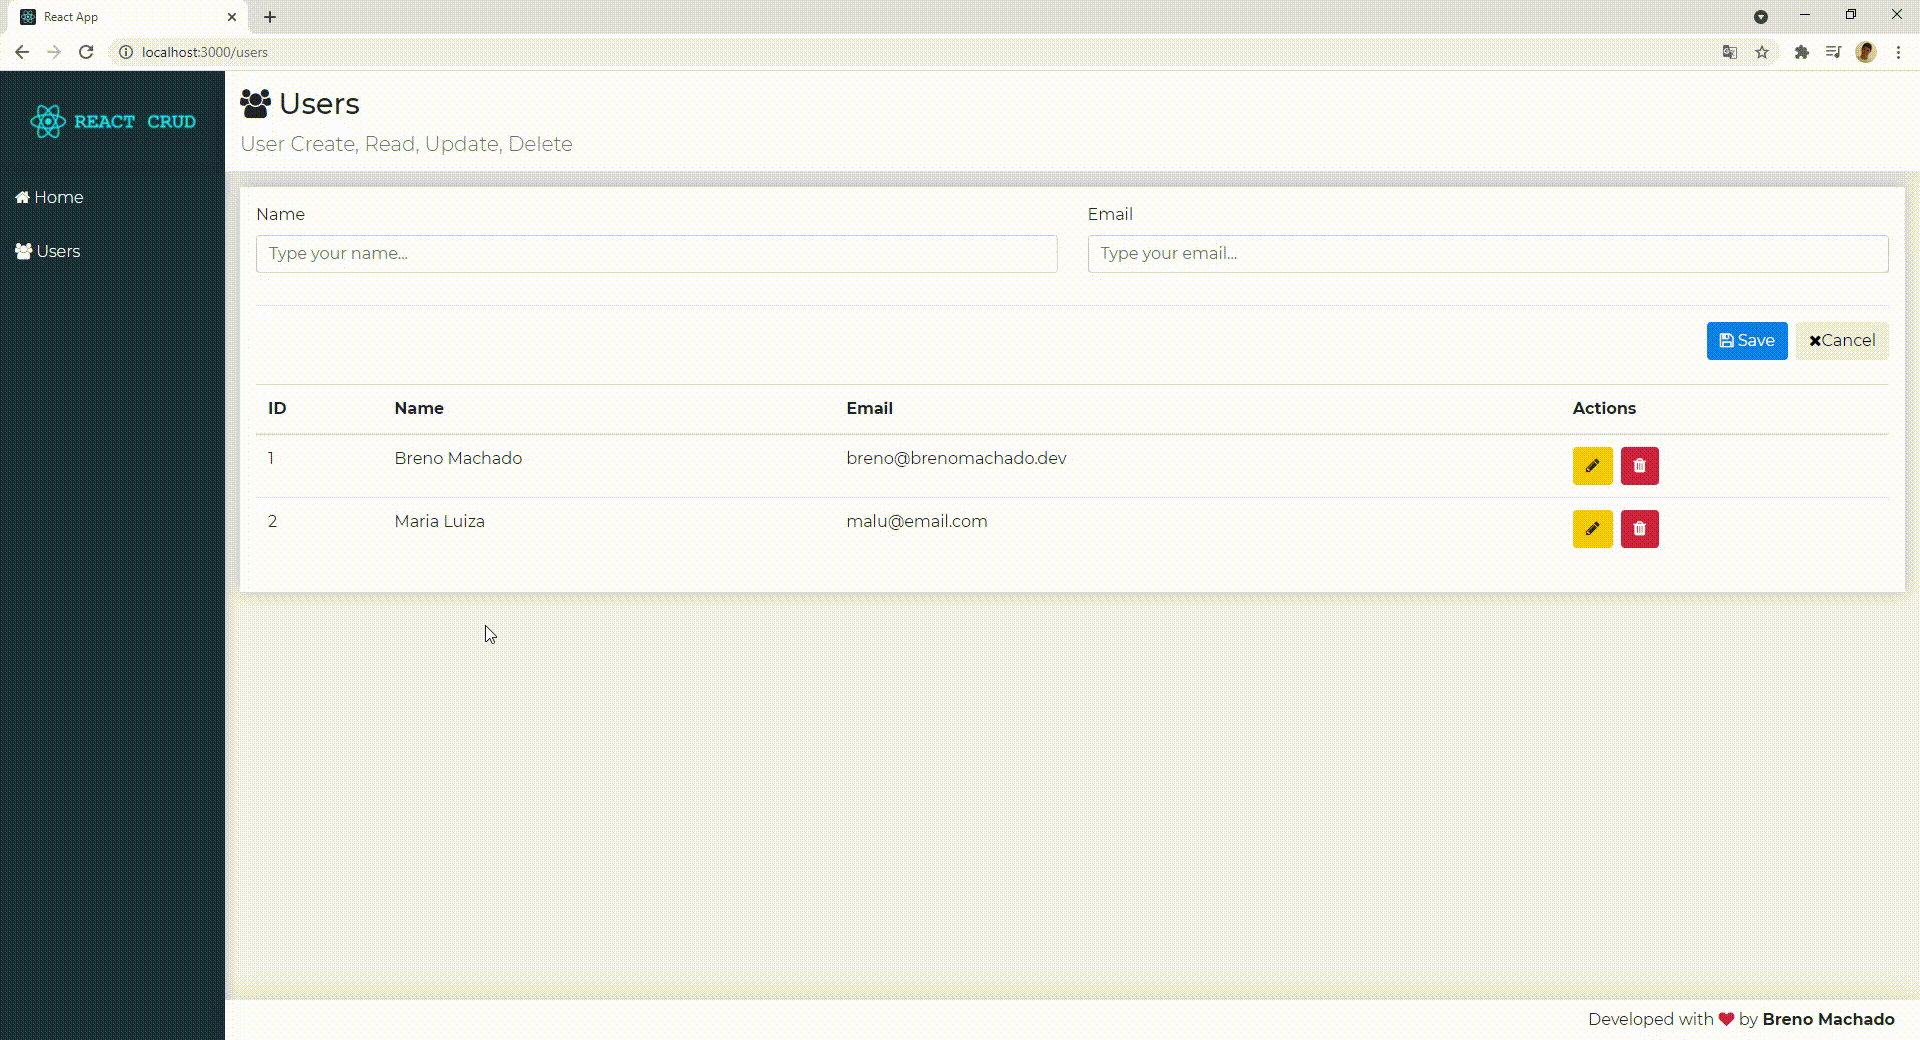 React App
localhost:3000/users
REACT CRUD
Home
Users
Users
User Create, Read, Update, Delete
Name Email
Type your name... Type your email...
Save Cancel
ID Name Email Actions
1 Breno Machado breno@brenomachado.dev
2 Maria Luiza malu@email.com
Developed with ❤ by Breno Machado